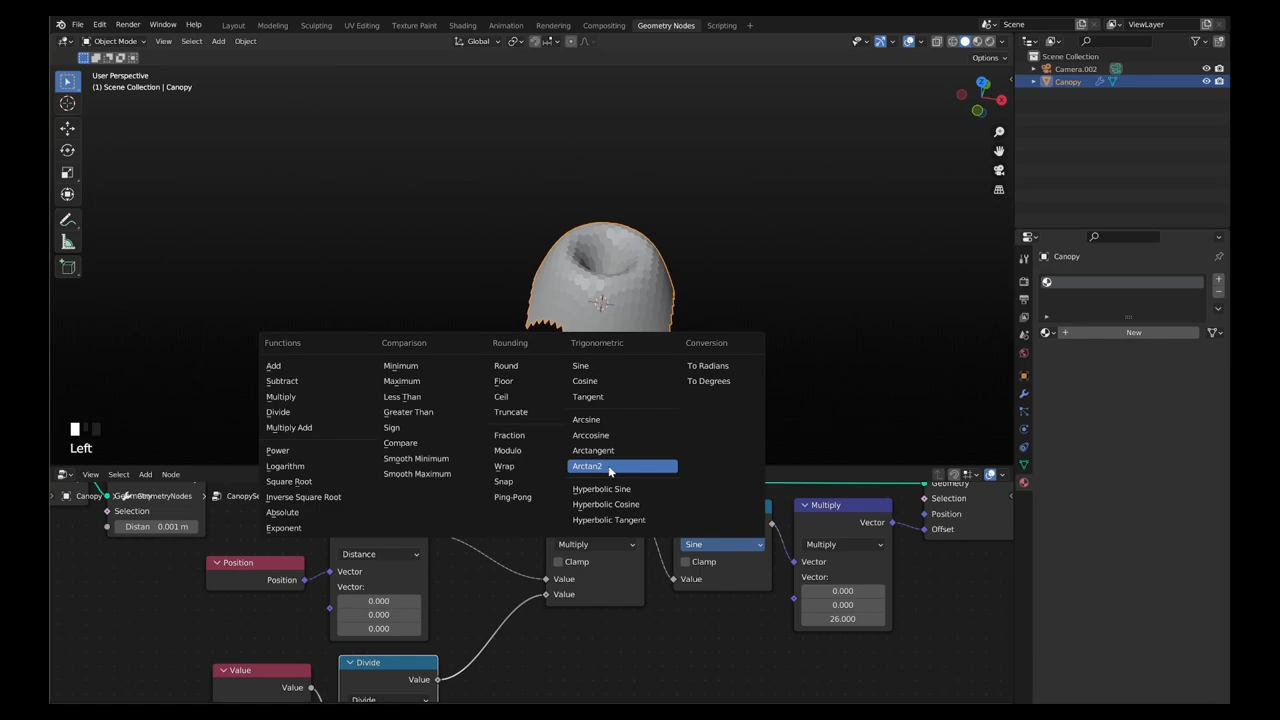 File Edit Render Window Help Layout Modeling Sculpting UV Editing Texture Paint Shading Animation Rendering Compositing Geometry Nodes Scripting + Scene ViewLayer
Object Mode View Select Add Object Global
Options
User Perspective
(1) Scene Collection | Canopy
Scene Collection
Camera.002
Canopy
Z
X
Canopy
New
Functions Comparison Rounding Trigonometric Conversion
Add Minimum Round Sine To Radians
Subtract Maximum Floor Cosine To Degrees
Multiply Less Than Ceil Tangent
Divide Greater Than Truncate Arcsine
Multiply Add Sign Fraction Arccosine
Power Compare Modulo Arctangent
Logarithm Smooth Minimum Wrap Arctan2
Square Root Smooth Maximum Snap Hyperbolic Sine
Inverse Square Root Ping-Pong Hyperbolic Cosine
Absolute Hyperbolic Tangent
Exponent
Left
View Select Add Node
Canopy GeometryNodes
Selection
Distan 0.001 m
Position
Position
Distance
Vector
Vector:
0.000
0.000
0.000
Value
Value
Divide
Value
Divide
Multiply
Clamp
Value
Value
Sine
Clamp
Value
Multiply
Vector
Multiply
Vector
Vector:
0.000
0.000
26.000
Geometry
Selection
Position
Offset